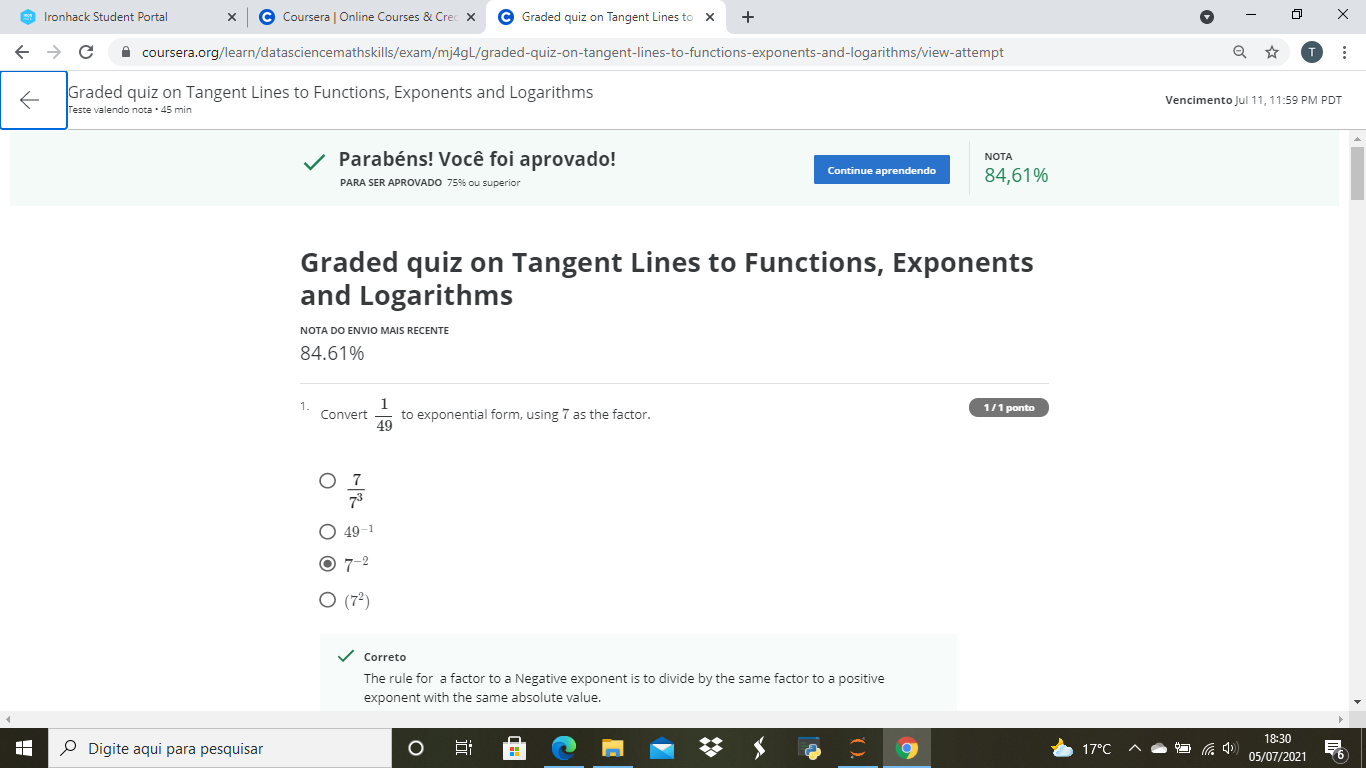 Ironhack Student Portal
Coursera | Online Courses & Cred
Graded quiz on Tangent Lines to
coursera.org/learn/datasciencemathskills/exam/mj4gL/graded-quiz-on-tangent-lines-to-functions-exponents-and-logarithms/view-attempt
T
Graded quiz on Tangent Lines to Functions, Exponents and Logarithms
Teste valendo nota • 45 min
Vencimento Jul 11, 11:59 PM PDT
Parabéns! Você foi aprovado!
PARA SER APROVADO 75% ou superior
Continue aprendendo
NOTA
84,61%
Graded quiz on Tangent Lines to Functions, Exponents
and Logarithms
NOTA DO ENVIO MAIS RECENTE
84.61%
1. Convert 1/49 to exponential form, using 7 as the factor.
1 / 1 ponto
7/7³
49⁻¹
7⁻²
(7²)
Correto
The rule for a factor to a Negative exponent is to divide by the same factor to a positive
exponent with the same absolute value.
Digite aqui para pesquisar
17°C
18:30
05/07/2021
6